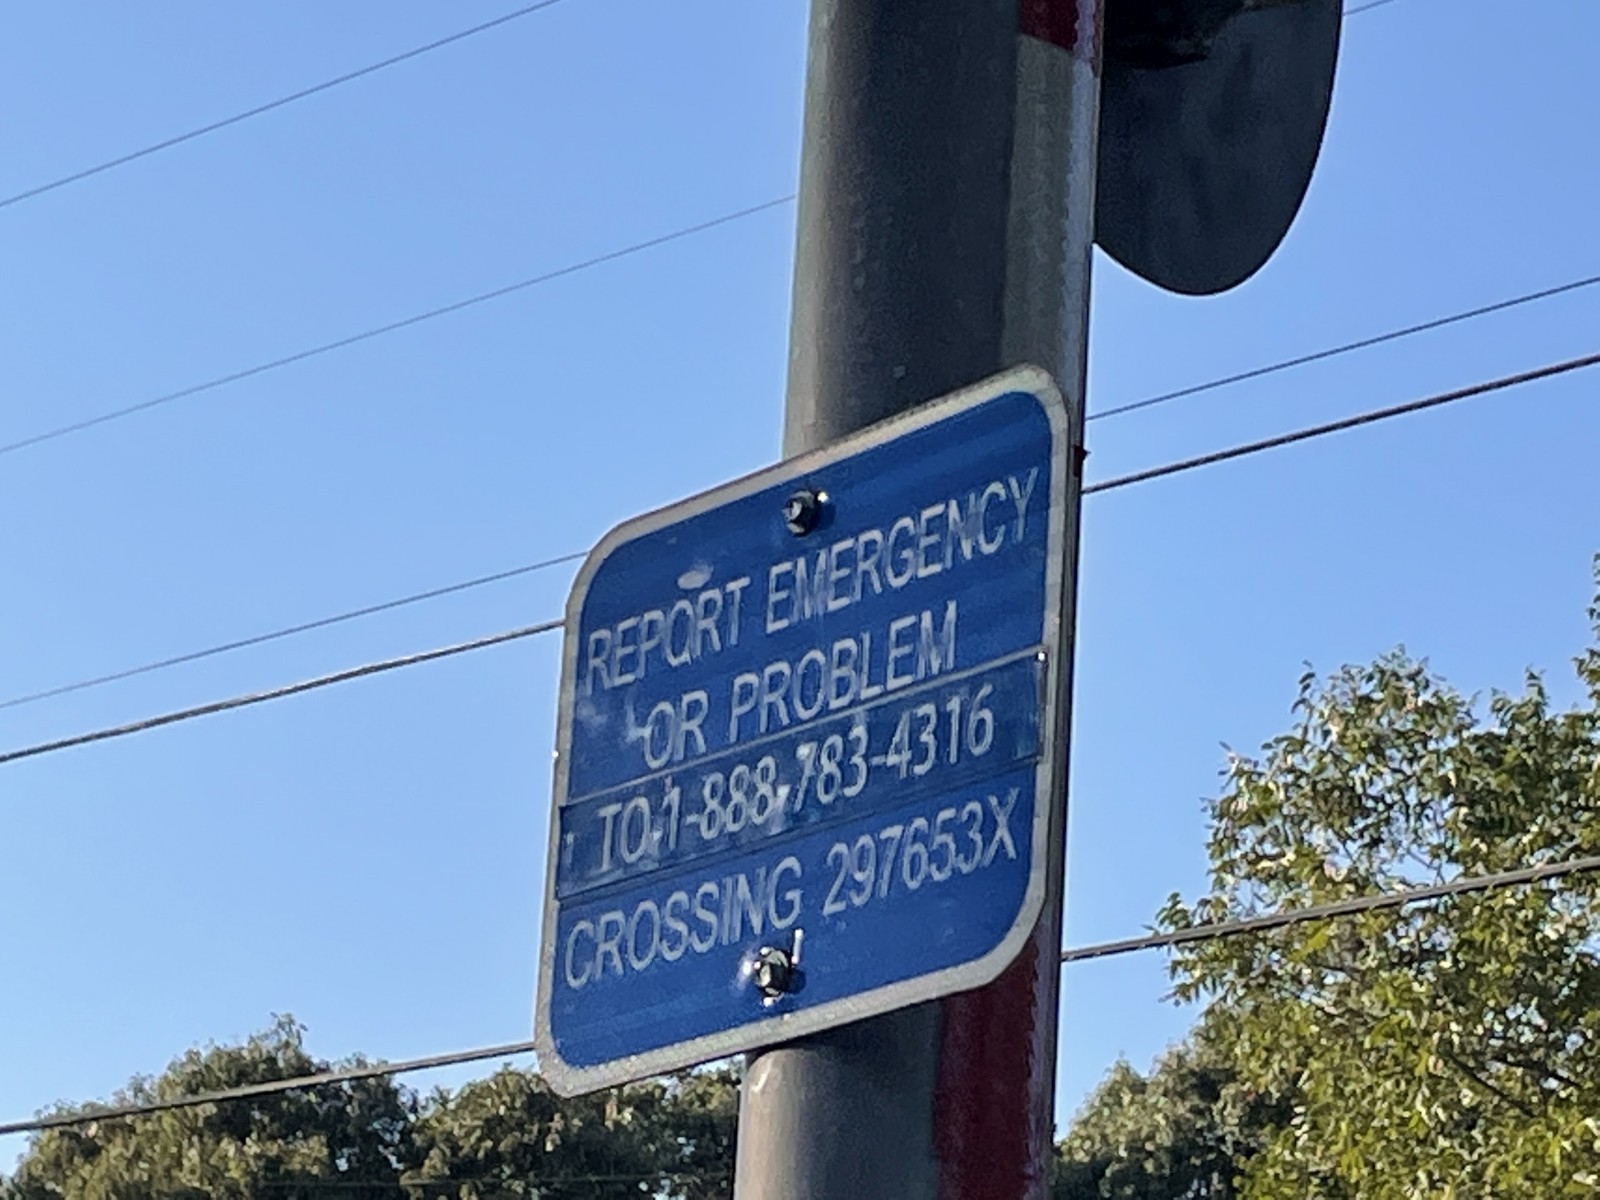 REPORT EMERGENCY
OR PROBLEM
TO 1-888-783-4316
CROSSING 297653X